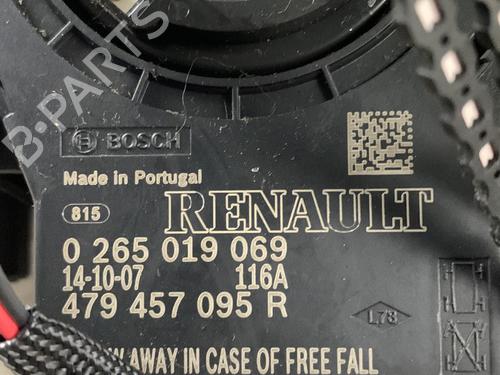 B-PARTS
BOSCH
Made in Portugal
815 RENAULT
0 265 019 069
14-10-07 116A
479 457 095 R
L73
AWAY IN CASE OF FREE FALL